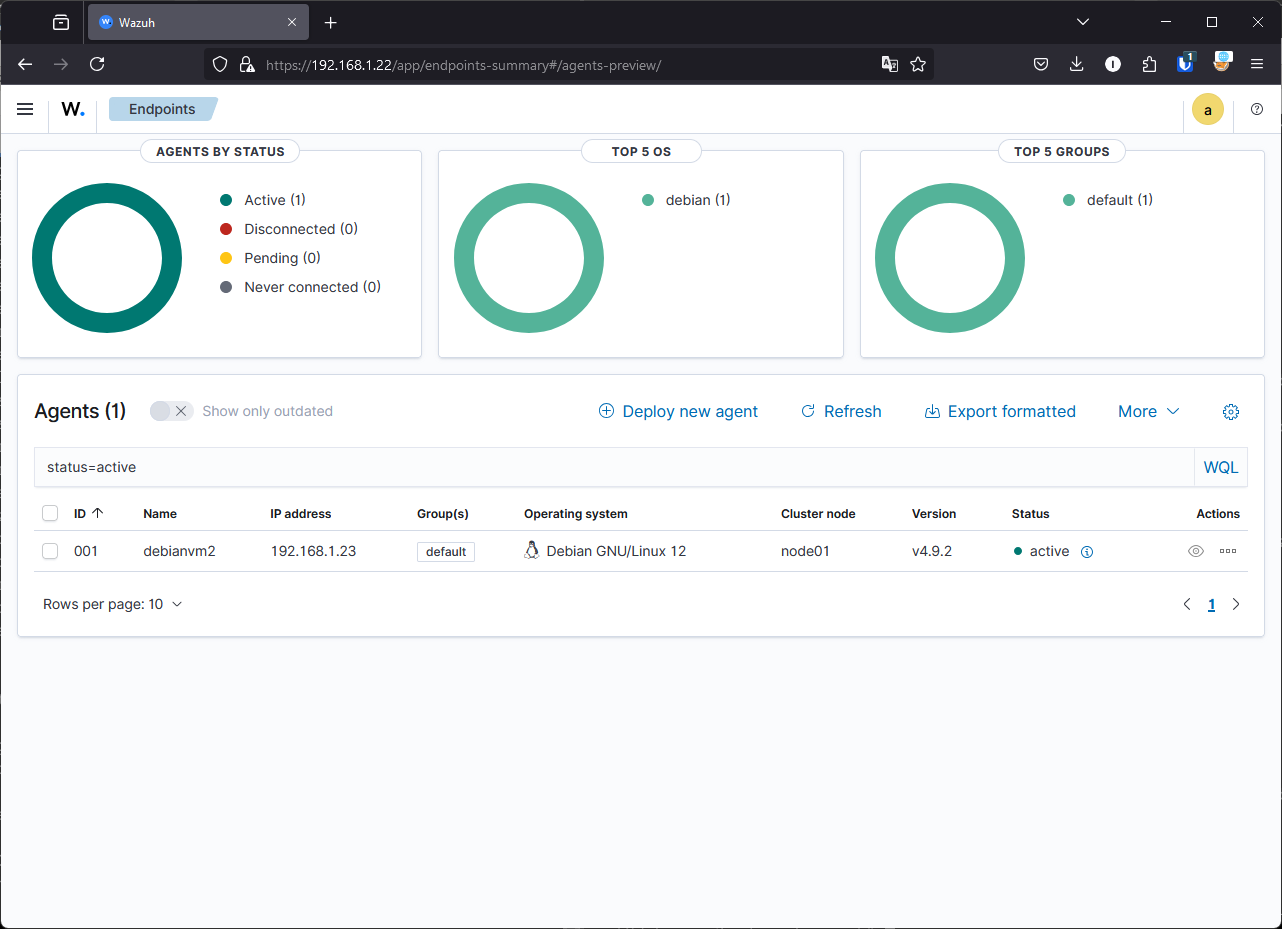 Wazuh
https://192.168.1.22/app/endpoints-summary#/agents-preview/
1
W. Endpoints a
AGENTS BY STATUS
Active (1)
Disconnected (0)
Pending (0)
Never connected (0)
TOP 5 OS
debian (1)
TOP 5 GROUPS
default (1)
Agents (1) Show only outdated Deploy new agent Refresh Export formatted More
status=active WQL
ID Name IP address Group(s) Operating system Cluster node Version Status Actions
001 debianvm2 192.168.1.23 default Debian GNU/Linux 12 node01 v4.9.2 active
Rows per page: 10 1